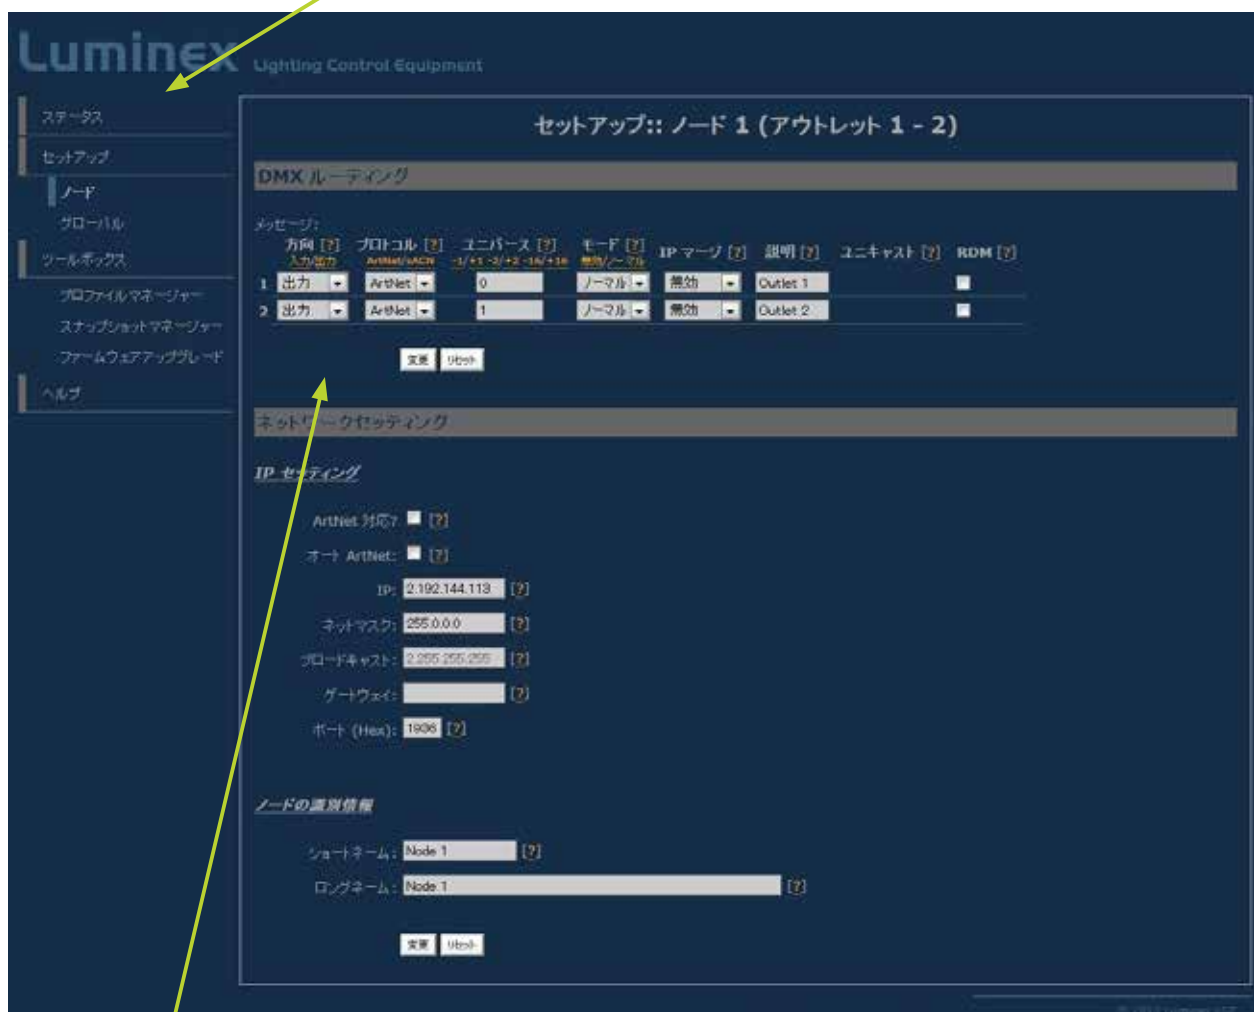 Luminex Lighting Control Equipment
ステータス
セットアップ
ノード
グローバル
ツールボックス
プロファイルマネージャー
スナップショットマネージャー
ファームウェアアップグレード
ヘルプ
セットアップ:: ノード 1 (アウトレット 1 - 2)
DMX ルーティング
メッセージ:
方向 [?] プロトコル [?] ユニバース [?] モード [?] IP マージ [?] 説明 [?] ユニキャスト [?] RDM [?]
入力/出力 ArtNet/sACN -1/+1 -2/+2 -16/+16 無効/ノーマル
1 出力 ArtNet 0 ノーマル 無効 Outlet 1
2 出力 ArtNet 1 ノーマル 無効 Outlet 2
変更 リセット
ネットワークセッティング
IP セッティング
ArtNet 対応? [?]
オート ArtNet: [?]
IP: 2.192.144.113 [?]
ネットマスク: 255.0.0.0 [?]
ブロードキャスト: 2.255.255.255 [?]
ゲートウェイ: [?]
ポート (Hex): 1936 [?]
ノードの識別情報
ショートネーム: Node 1 [?]
ロングネーム: Node 1 [?]
変更 リセット